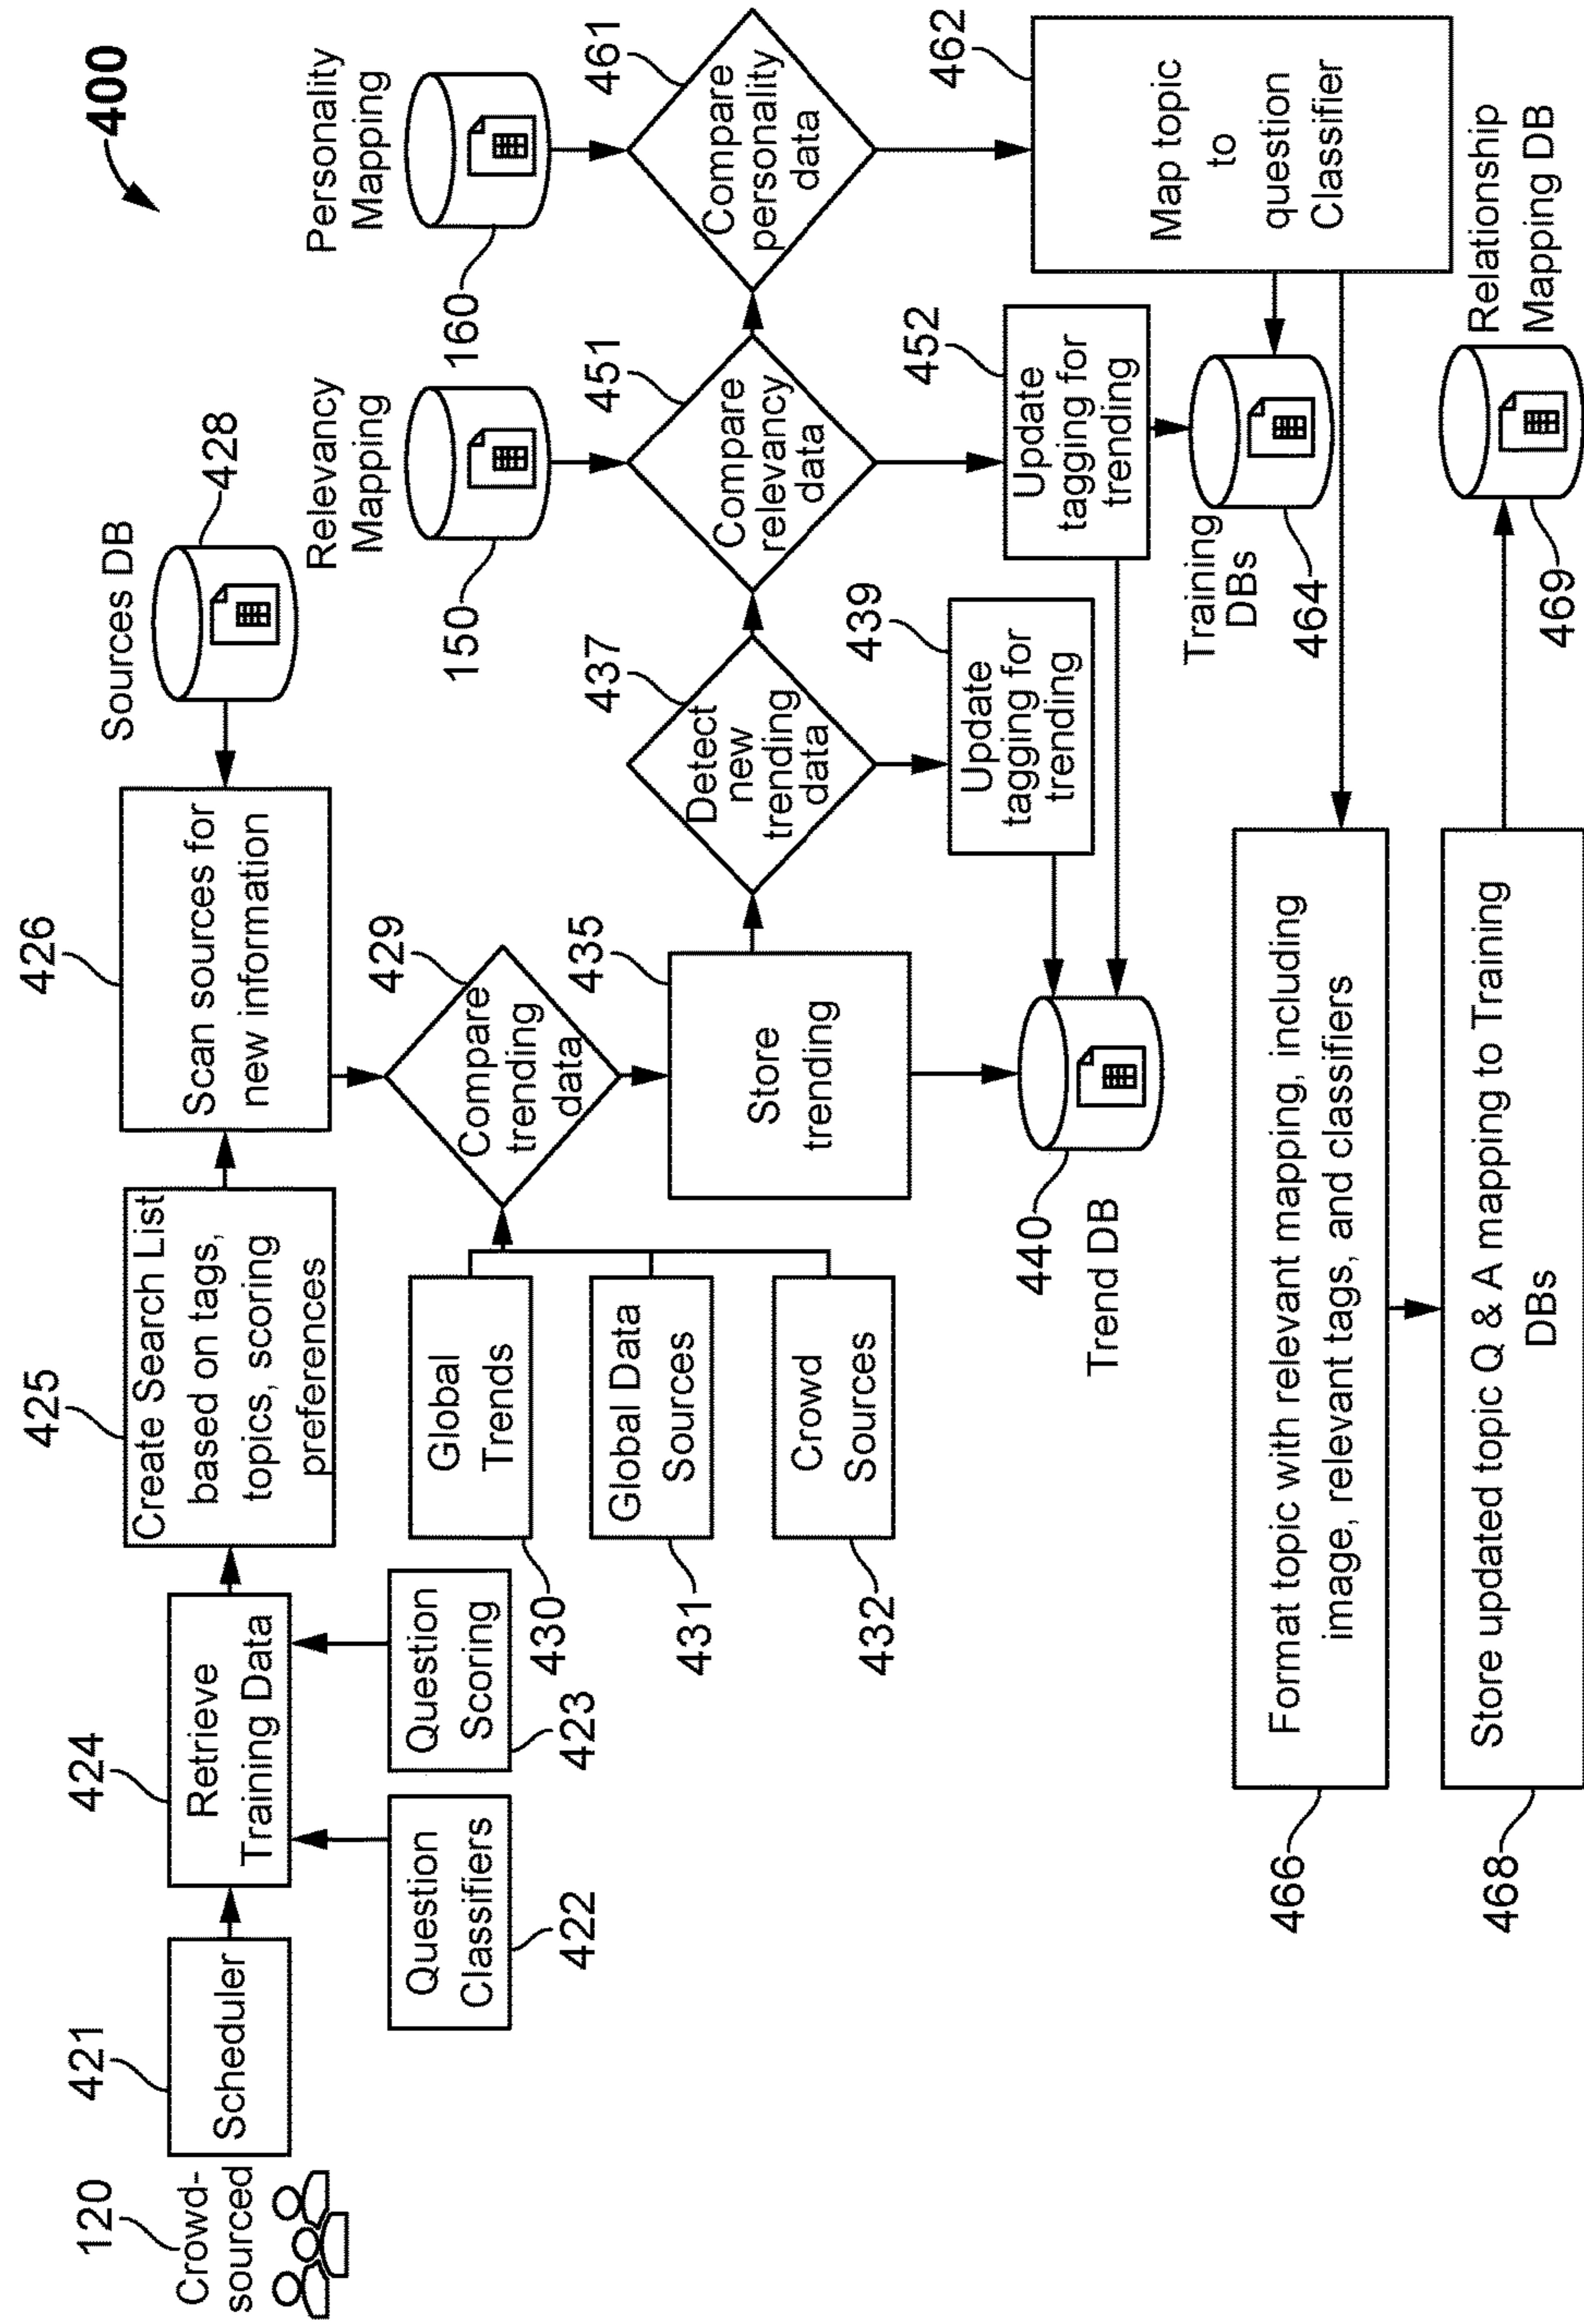 400
120
Crowd-
sourced
421
Scheduler
424
Retrieve
Training Data
425
Create Search List
based on tags,
topics, scoring
preferences
426
Scan sources for
new information
Sources DB
428
Question
Classifiers
422
Question
Scoring
423
Global
Trends
430
Global Data
Sources
431
Crowd
Sources
432
429
Compare
trending
data
435
Store
trending
440
Trend DB
437
Detect
new
trending
data
439
Update
tagging for
trending
Relevancy
Mapping
150
451
Compare
relevancy
data
452
Update
tagging for
trending
Personality
Mapping
160
461
Compare
personality
data
462
Map topic
to
question
Classifier
Training
DBs
464
466
Format topic with relevant mapping, including
image, relevant tags, and classifiers
468
Store updated topic Q & A mapping to Training
DBs
Relationship
Mapping DB
469